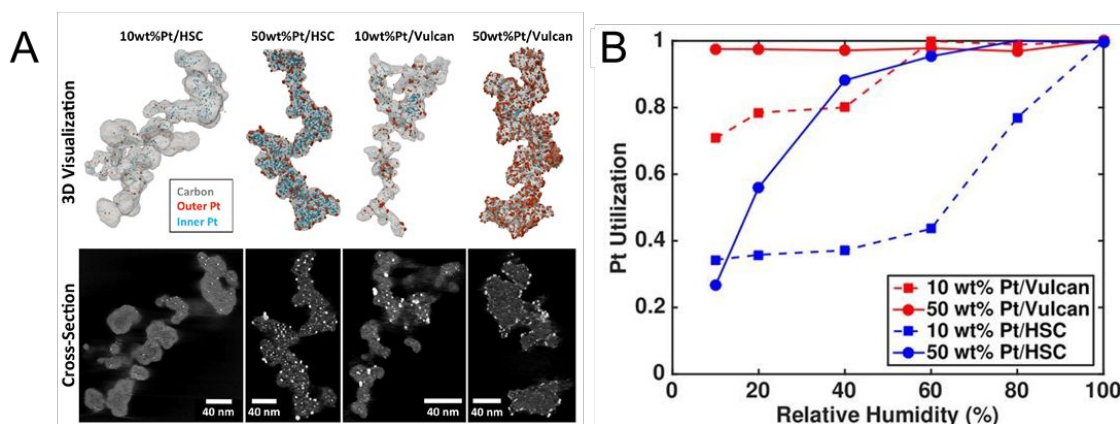 A
10wt%Pt/HSC 50wt%Pt/HSC 10wt%Pt/Vulcan 50wt%Pt/Vulcan
3D Visualization
Carbon
Outer Pt
Inner Pt
Cross-Section
40 nm 40 nm 40 nm 40 nm
B
Pt Utilization
1
0.8
0.6
0.4
0.2
0
10 wt% Pt/Vulcan
50 wt% Pt/Vulcan
10 wt% Pt/HSC
50 wt% Pt/HSC
0 20 40 60 80 100
Relative Humidity (%)